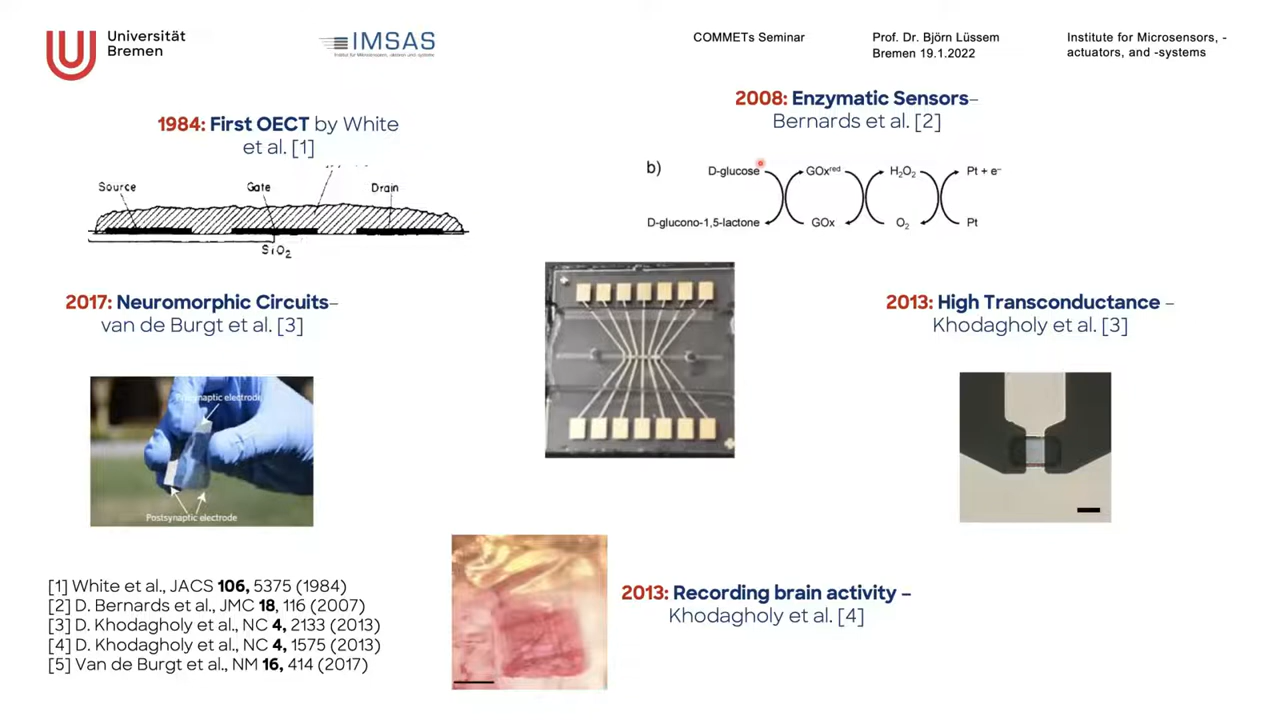 Universität
Bremen
IMSAS
COMMETs Seminar
Prof. Dr. Björn Lüssem
Bremen 19.1.2022
Institute for Microsensors, -
actuators, and -systems
1984: First OECT by White
et al. [1]
Source
Gate
Drain
SiO2
2008: Enzymatic Sensors–
Bernards et al. [2]
b)
D-glucose
GOxred
H2O2
Pt + e–
D-glucono-1,5-lactone
GOx
O2
Pt
2017: Neuromorphic Circuits–
van de Burgt et al. [3]
Presynaptic electrode
Postsynaptic electrode
2013: High Transconductance –
Khodagholy et al. [3]
2013: Recording brain activity –
Khodagholy et al. [4]
[1] White et al., JACS 106, 5375 (1984)
[2] D. Bernards et al., JMC 18, 116 (2007)
[3] D. Khodagholy et al., NC 4, 2133 (2013)
[4] D. Khodagholy et al., NC 4, 1575 (2013)
[5] Van de Burgt et al., NM 16, 414 (2017)